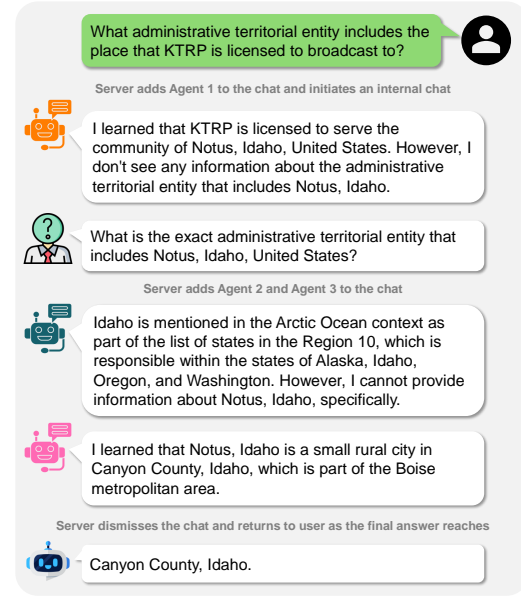 What administrative territorial entity includes the
place that KTRP is licensed to broadcast to?
Server adds Agent 1 to the chat and initiates an internal chat
I learned that KTRP is licensed to serve the
community of Notus, Idaho, United States. However, I
don't see any information about the administrative
territorial entity that includes Notus, Idaho.
?
What is the exact administrative territorial entity that
includes Notus, Idaho, United States?
Server adds Agent 2 and Agent 3 to the chat
Idaho is mentioned in the Arctic Ocean context as
part of the list of states in the Region 10, which is
responsible within the states of Alaska, Idaho,
Oregon, and Washington. However, I cannot provide
information about Notus, Idaho, specifically.
I learned that Notus, Idaho is a small rural city in
Canyon County, Idaho, which is part of the Boise
metropolitan area.
Server dismisses the chat and returns to user as the final answer reaches
Canyon County, Idaho.